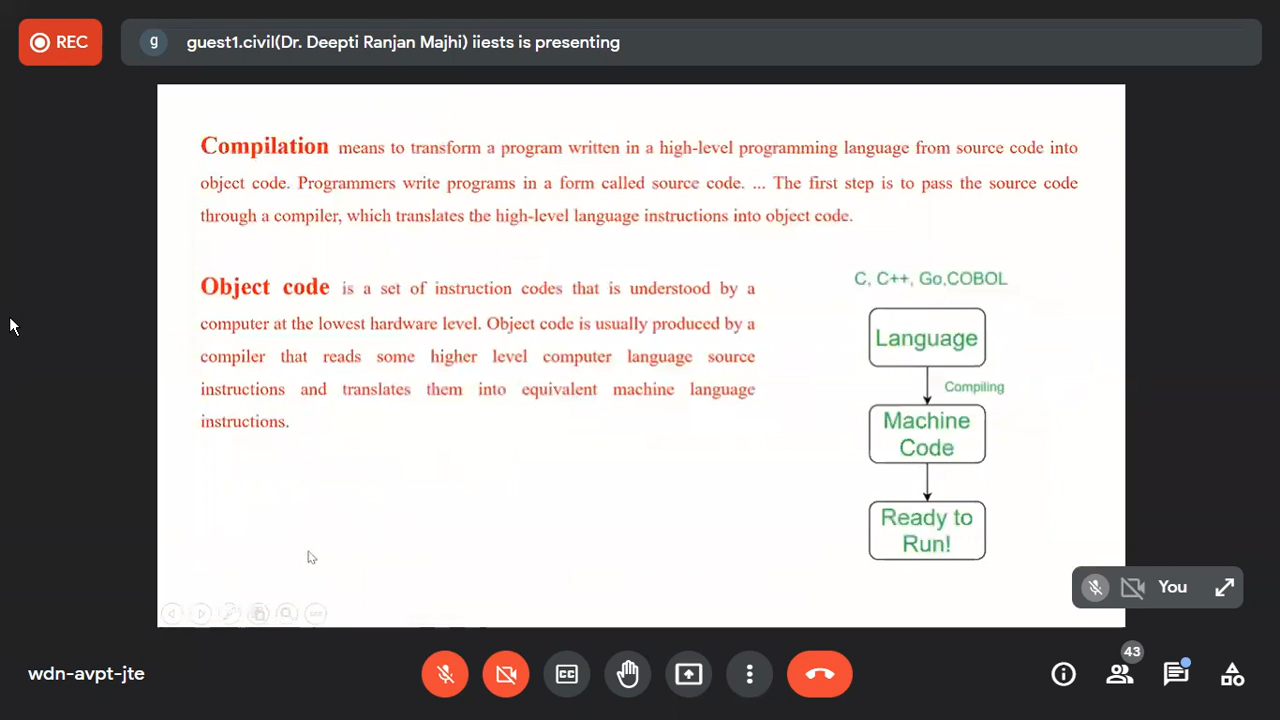 REC
g
guest1.civil(Dr. Deepti Ranjan Majhi) iiests is presenting
Compilation means to transform a program written in a high-level programming language from source code into
object code. Programmers write programs in a form called source code. ... The first step is to pass the source code
through a compiler, which translates the high-level language instructions into object code.
Object code is a set of instruction codes that is understood by a
computer at the lowest hardware level. Object code is usually produced by a
compiler that reads some higher level computer language source
instructions and translates them into equivalent machine language
instructions.
C, C++, Go,COBOL
Language
Compiling
Machine
Code
Ready to
Run!
You
wdn-avpt-jte
CC
43